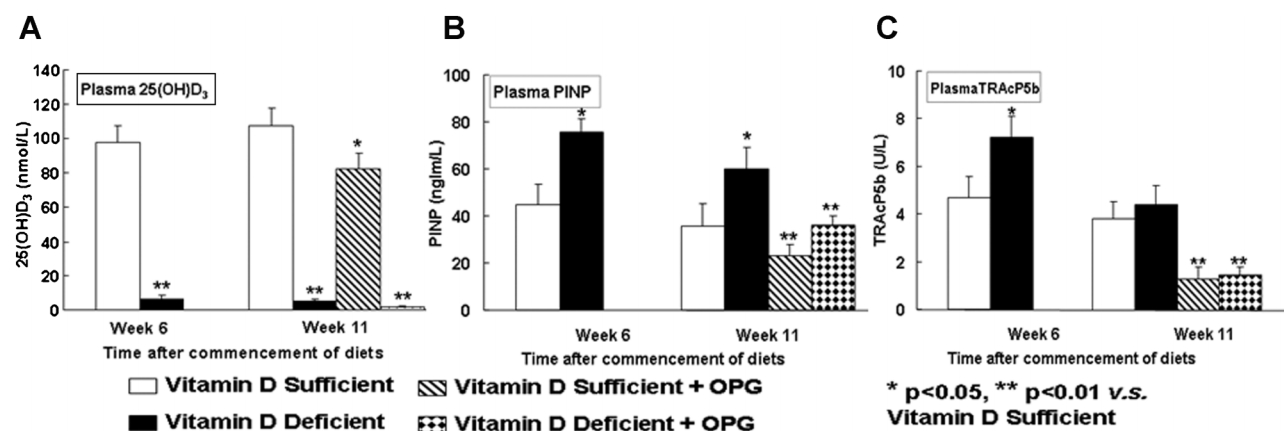 A
B
C
Plasma 25(OH)D3
25(OH)D3 (nmol/L)
140
120
100
80
60
40
20
0
**
**
*
**
Week 6
Week 11
Time after commencement of diets
Plasma PINP
PINP (nglm/L)
100
80
60
40
20
0
*
*
**
**
Week 6
Week 11
Time after commencement of diets
PlasmaTRAcP5b
TRAcP5b (U/L)
10
8
6
4
2
0
*
**
**
Week 6
Week 11
Time after commencement of diets
Vitamin D Sufficient
Vitamin D Sufficient + OPG
Vitamin D Deficient
Vitamin D Deficient + OPG
* p<0.05, ** p<0.01 v.s.
Vitamin D Sufficient